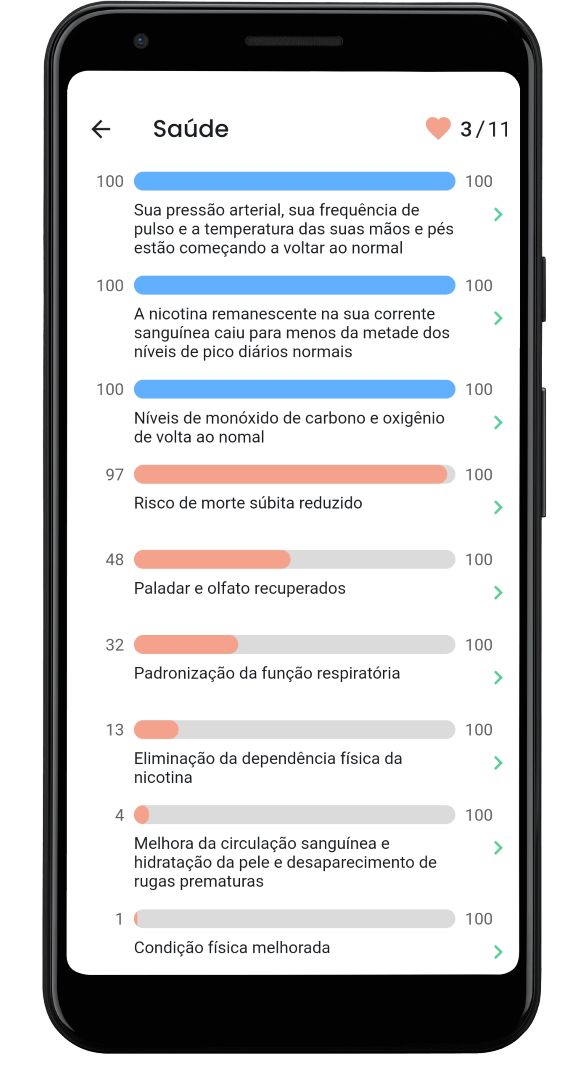 Saúde
3/11
100 100
Sua pressão arterial, sua frequência de
pulso e a temperatura das suas mãos e pés
estão começando a voltar ao normal
100 100
A nicotina remanescente na sua corrente
sanguínea caiu para menos da metade dos
níveis de pico diários normais
100 100
Níveis de monóxido de carbono e oxigênio
de volta ao nomal
97 100
Risco de morte súbita reduzido
48 100
Paladar e olfato recuperados
32 100
Padronização da função respiratória
13 100
Eliminação da dependência física da
nicotina
4 100
Melhora da circulação sanguínea e
hidratação da pele e desaparecimento de
rugas prematuras
1 100
Condição física melhorada